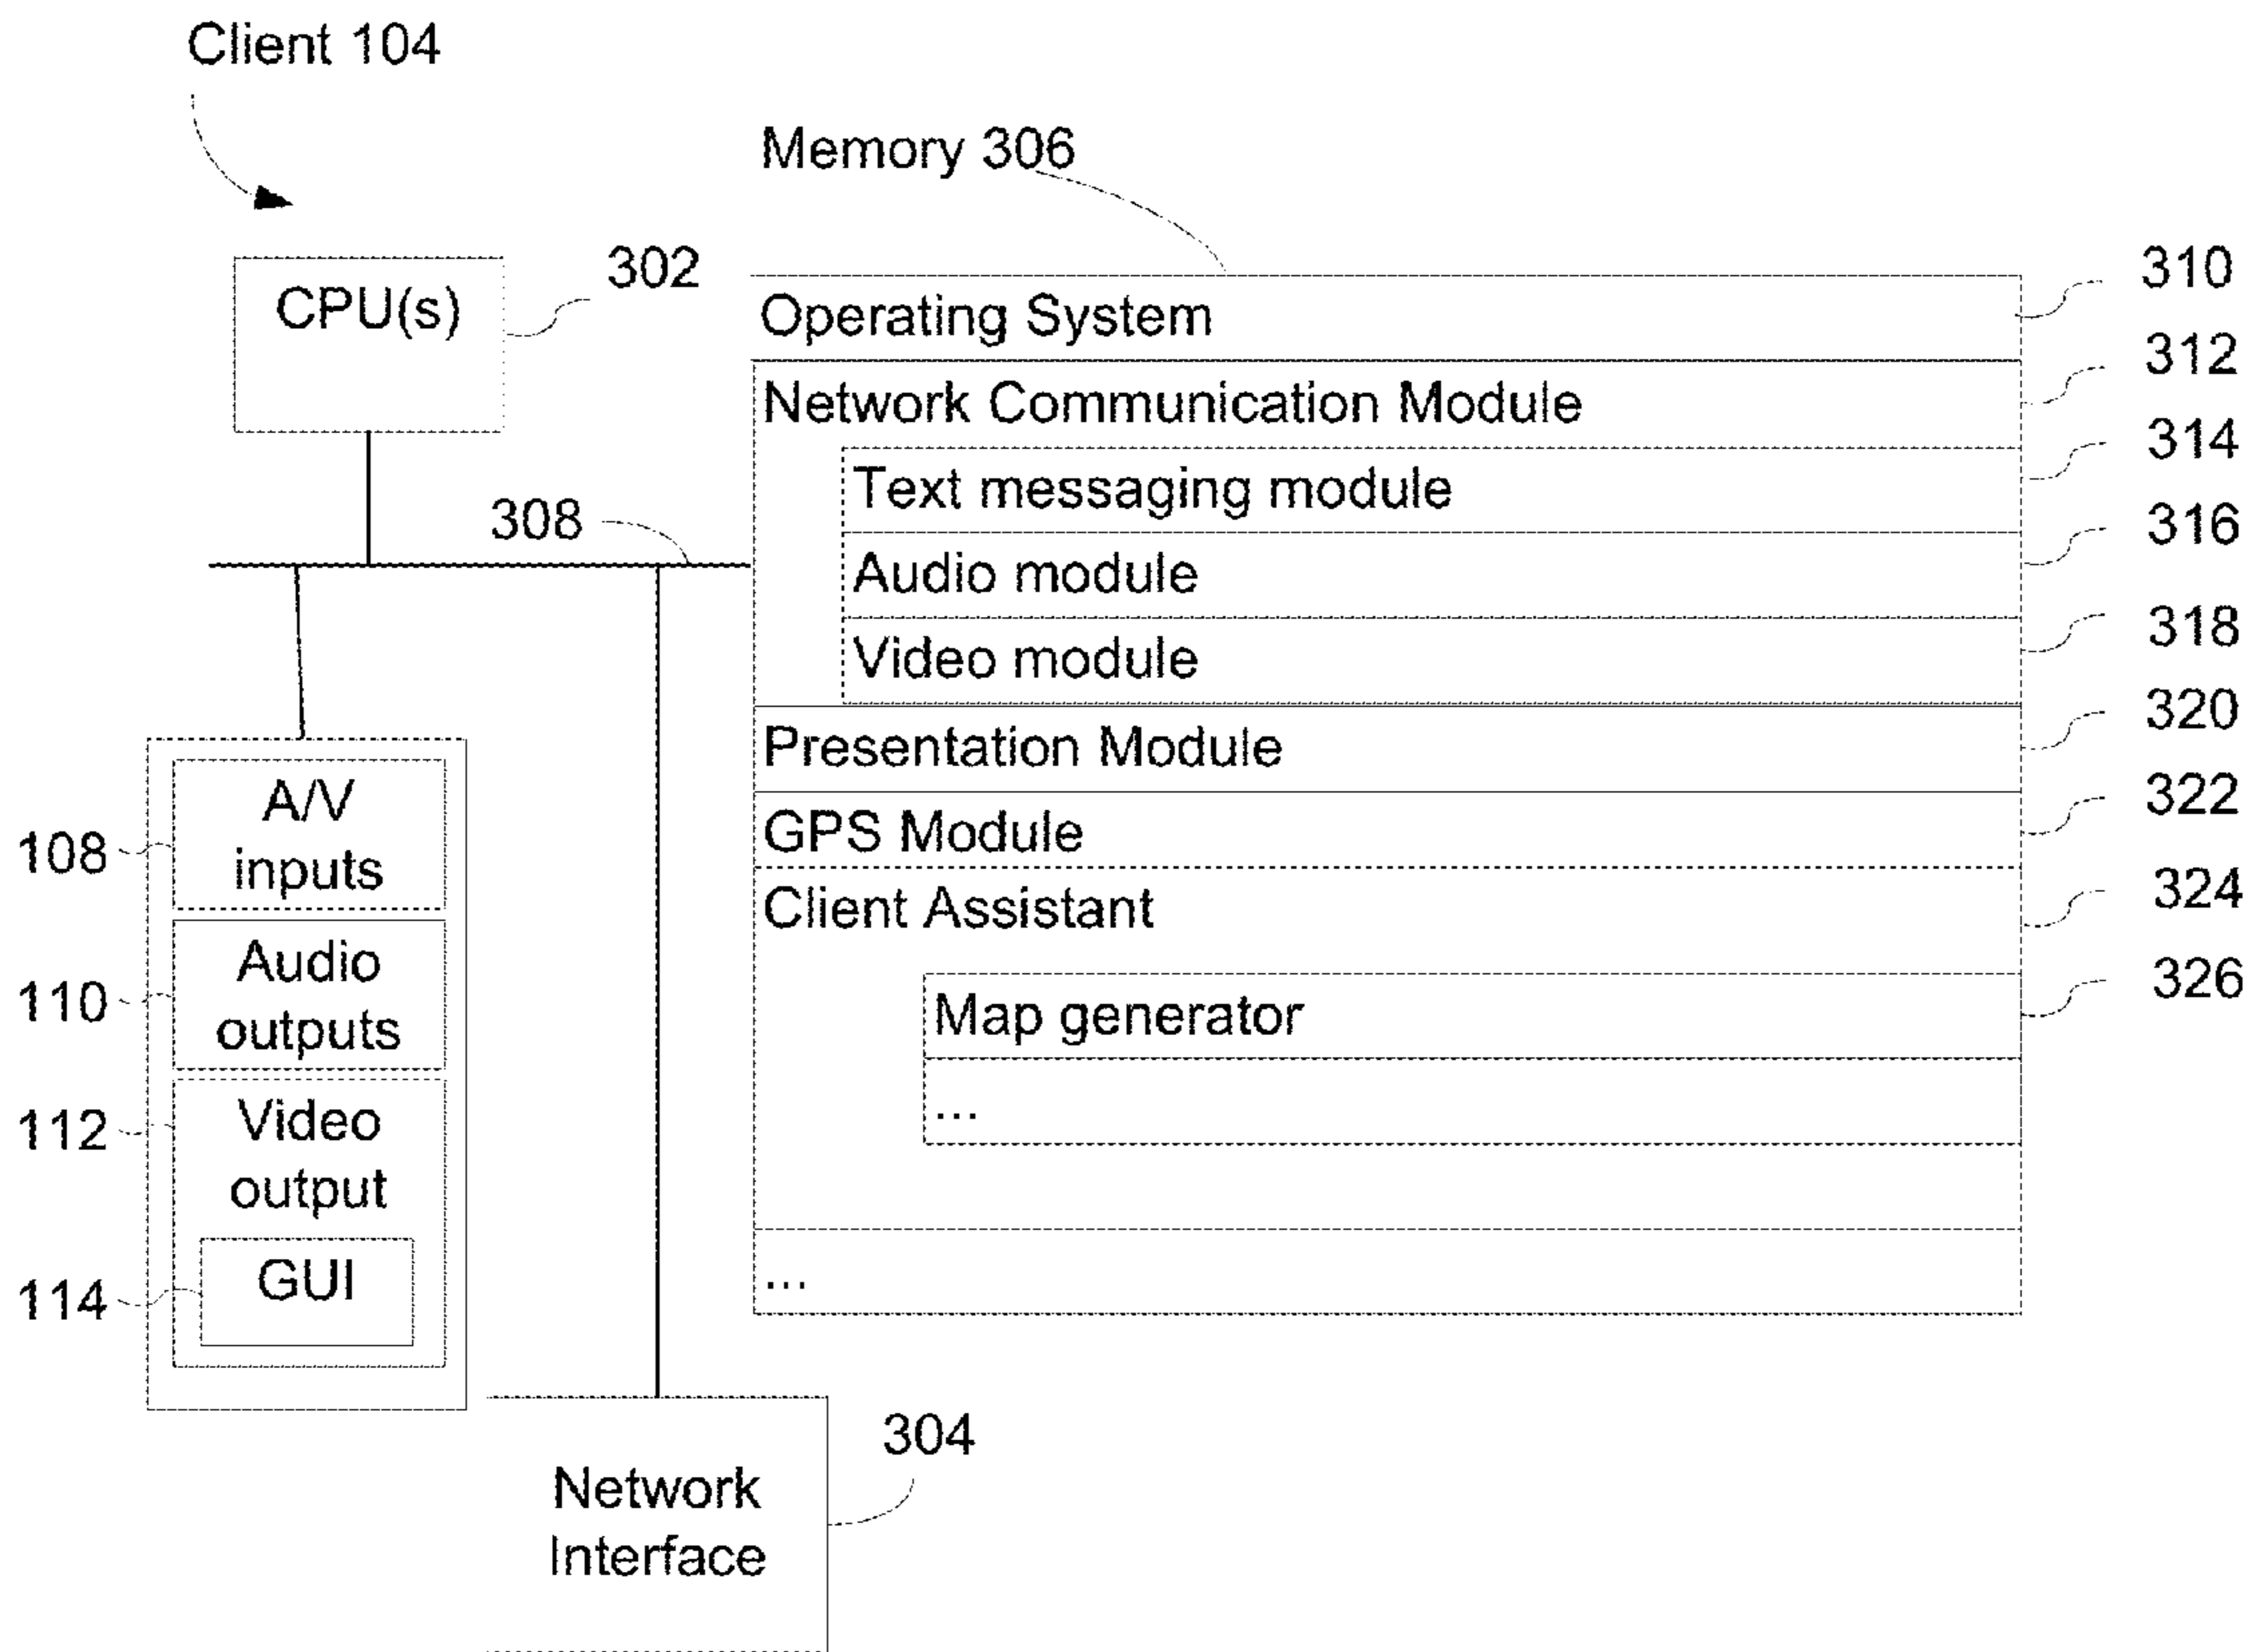 Client 104
Memory 306
CPU(s)
302
Operating System
310
Network Communication Module
312
Text messaging module
314
Audio module
316
Video module
318
Presentation Module
320
GPS Module
322
Client Assistant
324
Map generator
326
...
...
308
A/V
inputs
108
Audio
outputs
110
Video
output
112
GUI
114
Network
Interface
304